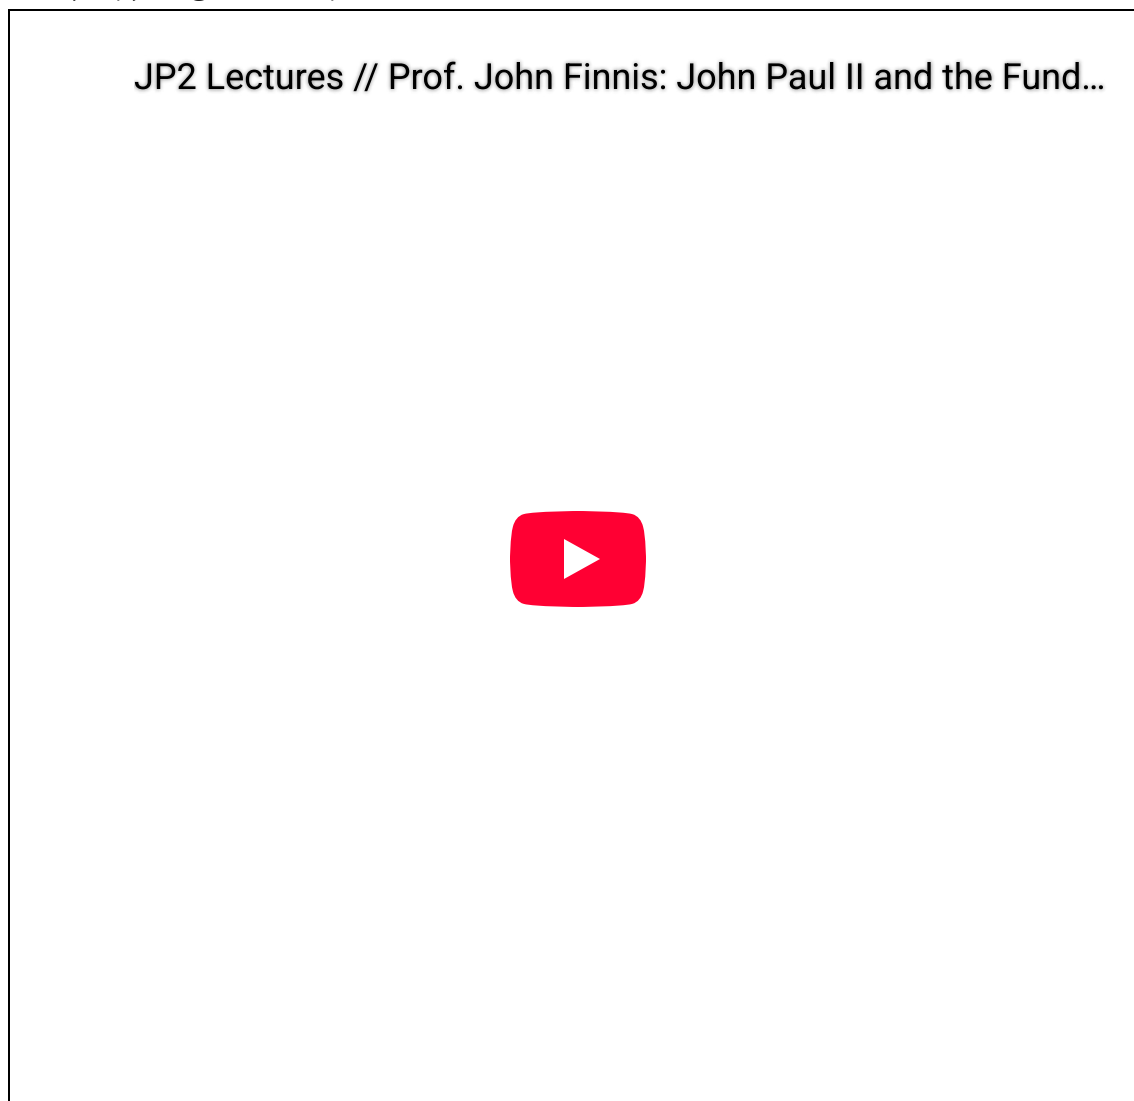 JP2 Lectures // Prof. John Finnis: John Paul II and the Fund…